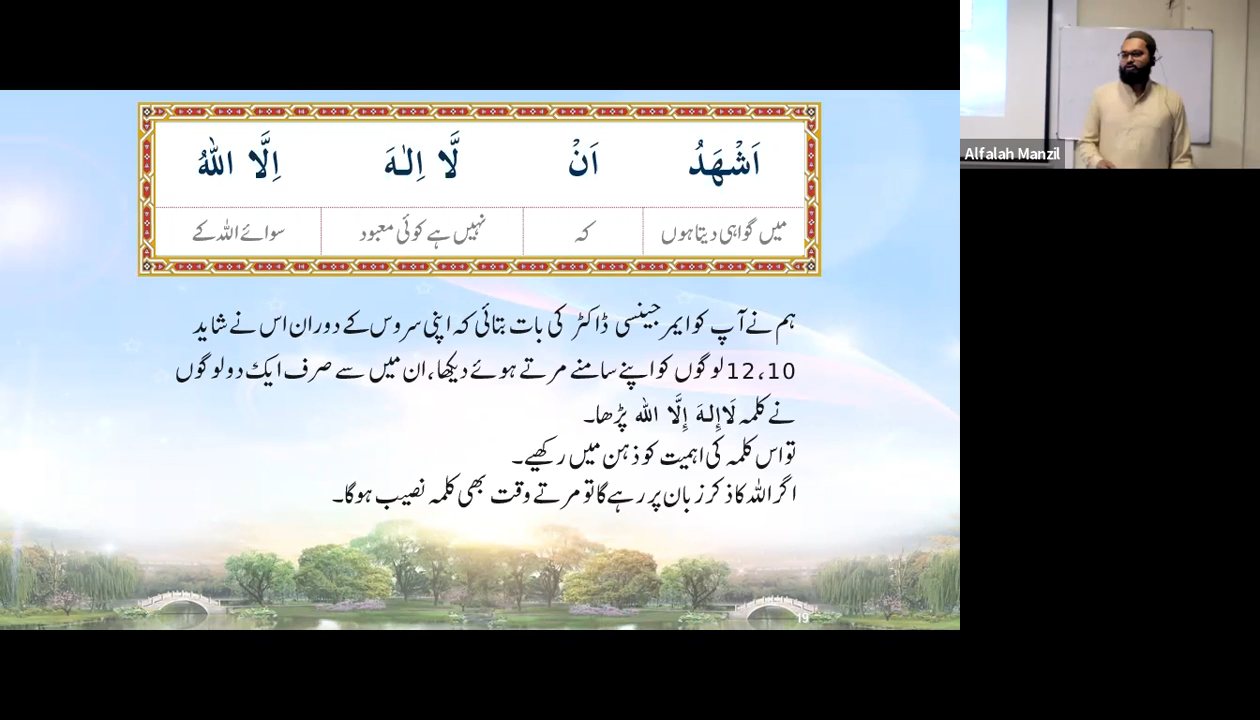 اَشْهَدُ اَنْ لَّا اِلٰهَ اِلَّا اللّٰهُ
میں گواہی دیتا ہوں کہ نہیں ہے کوئی معبود سوائے اللہ کے
ہم نے آپ کو ایمرجینسی ڈاکٹر کی بات بتائی کہ اپنی سروس کے دوران اس نے شاید
10، 12 لوگوں کو اپنے سامنے مرتے ہوئے دیکھا، ان میں سے صرف ایک دو لوگوں
نے کلمہ لَا إِلٰهَ إِلَّا الله پڑھا۔
تو اس کلمہ کی اہمیت کو ذہن میں رکھیے۔
اگر اللہ کا ذکر زبان پر رہے گا تو مرتے وقت بھی کلمہ نصیب ہوگا۔
19
Alfalah Manzil